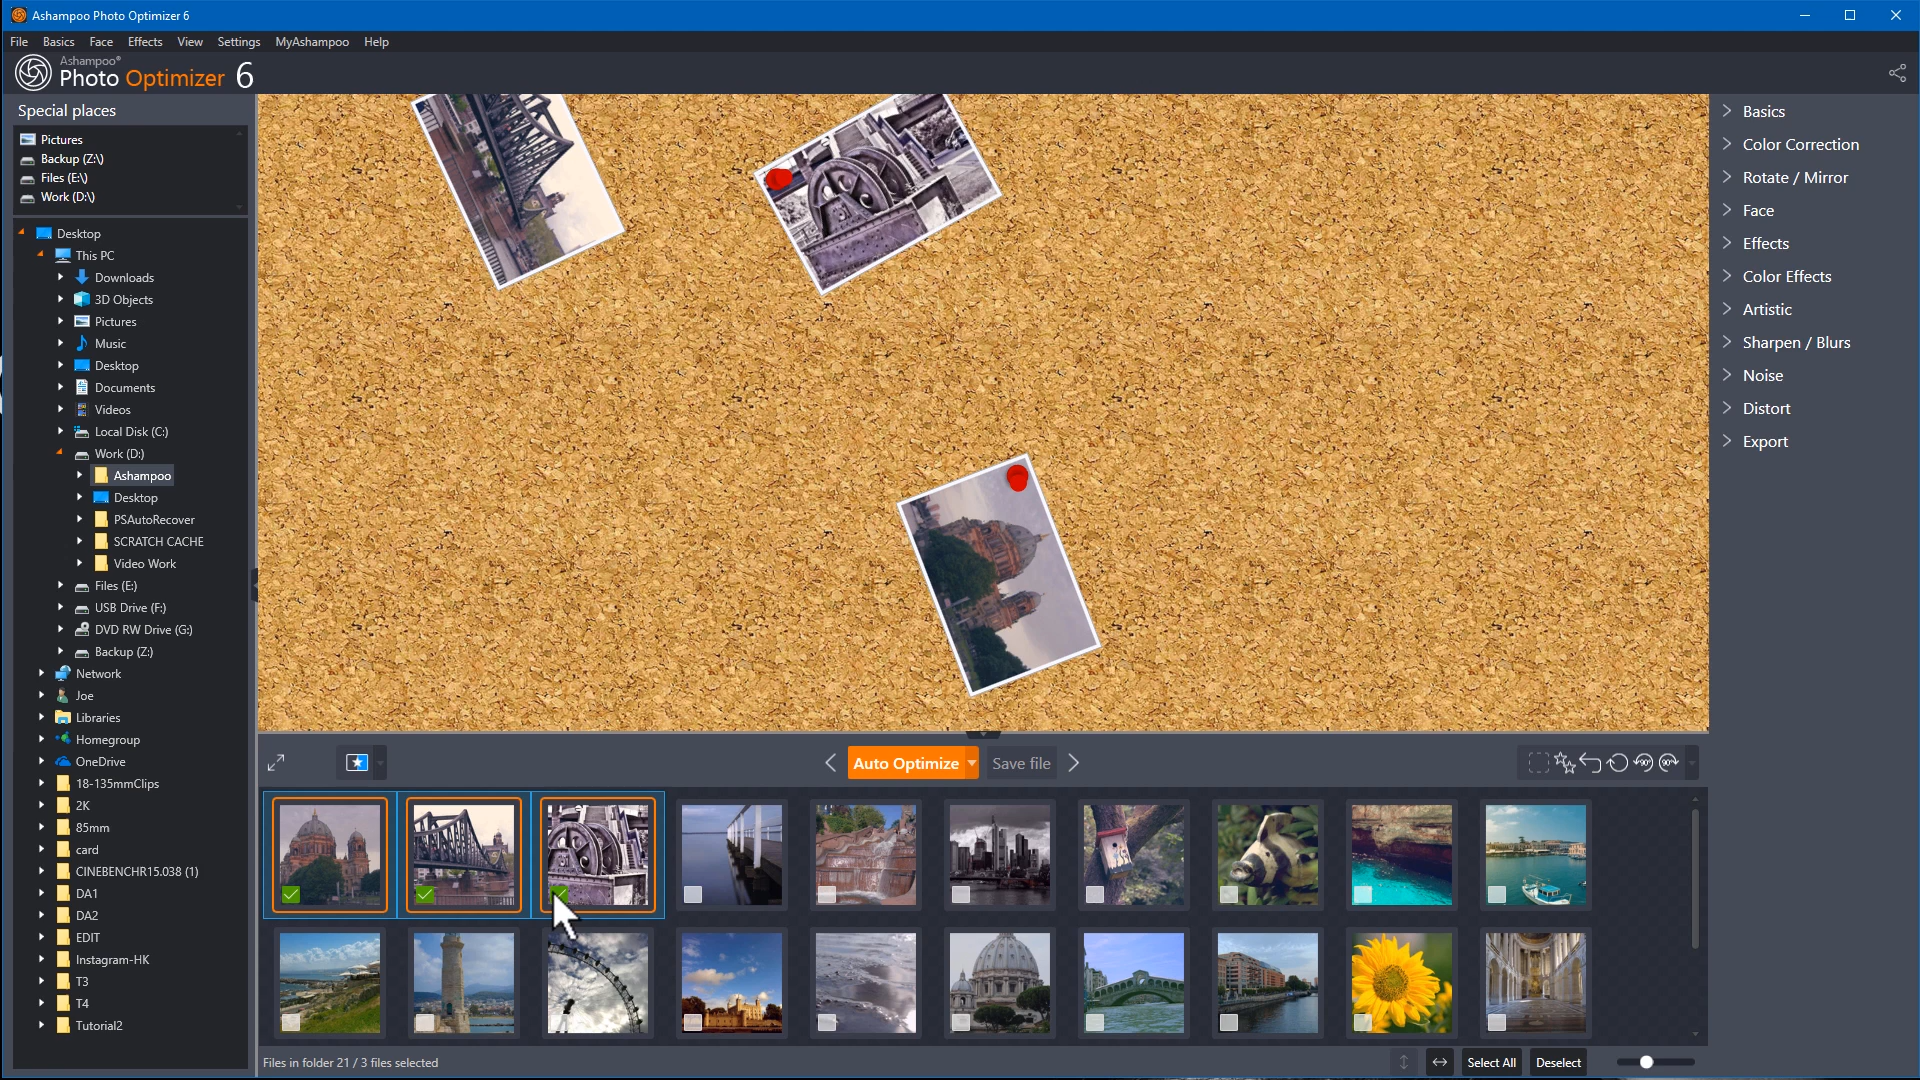 Ashampoo Photo Optimizer 6
File Basics Face Effects View Settings MyAshampoo Help
Ashampoo®
Photo Optimizer 6
Special places
Pictures
Backup (Z:\)
Files (E:\)
Work (D:\)
Desktop
This PC
Downloads
3D Objects
Pictures
Music
Desktop
Documents
Videos
Local Disk (C:)
Work (D:)
Ashampoo
Desktop
PSAutoRecover
SCRATCH CACHE
Video Work
Files (E:)
USB Drive (F:)
DVD RW Drive (G:)
Backup (Z:)
Network
Joe
Libraries
Homegroup
OneDrive
18-135mmClips
2K
85mm
card
CINEBENCHR15.038 (1)
DA1
DA2
EDIT
Instagram-HK
T3
T4
Tutorial2
Basics
Color Correction
Rotate / Mirror
Face
Effects
Color Effects
Artistic
Sharpen / Blurs
Noise
Distort
Export
Auto Optimize
Save file
90°
90°
Files in folder 21 / 3 files selected
Select All
Deselect